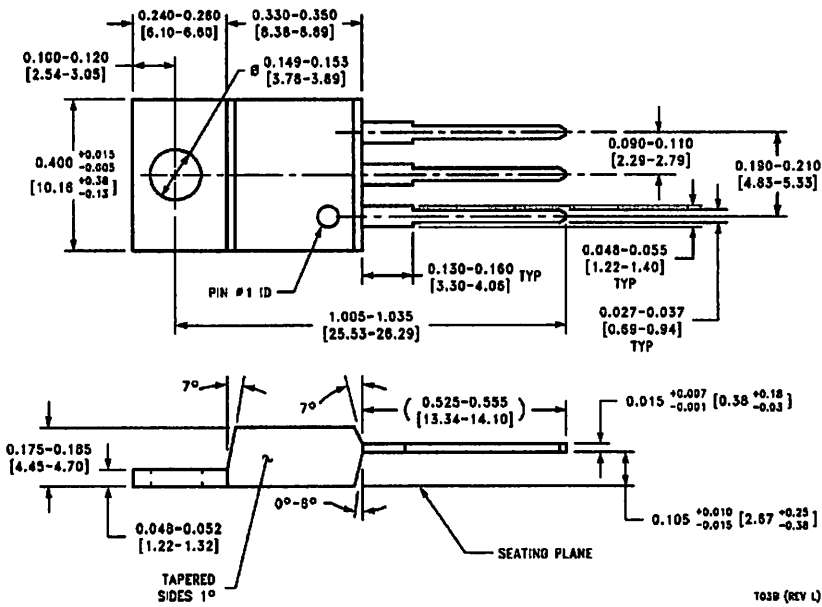 0.240-0.260
[6.10-6.60]
0.330-0.350
[8.38-8.89]
0.100-0.120
[2.54-3.05]
Ø 0.149-0.153
[3.78-3.89]
0.400 +0.015 -0.005
[10.16 +0.38 -0.13]
0.090-0.110
[2.29-2.79]
0.190-0.210
[4.83-5.33]
0.048-0.055
[1.22-1.40]
TYP
0.130-0.160 TYP
[3.30-4.06]
PIN #1 ID
0.027-0.037
[0.69-0.94]
TYP
1.005-1.035
[25.53-26.29]
7°
7°
(0.525-0.555
[13.34-14.10])
0.015 +0.007 -0.001 [0.38 +0.18 -0.03]
0.175-0.185
[4.45-4.70]
0°-6°
0.105 +0.010 -0.015 [2.67 +0.25 -0.38]
0.048-0.052
[1.22-1.32]
SEATING PLANE
TAPERED
SIDES 1°
T03B (REV L)